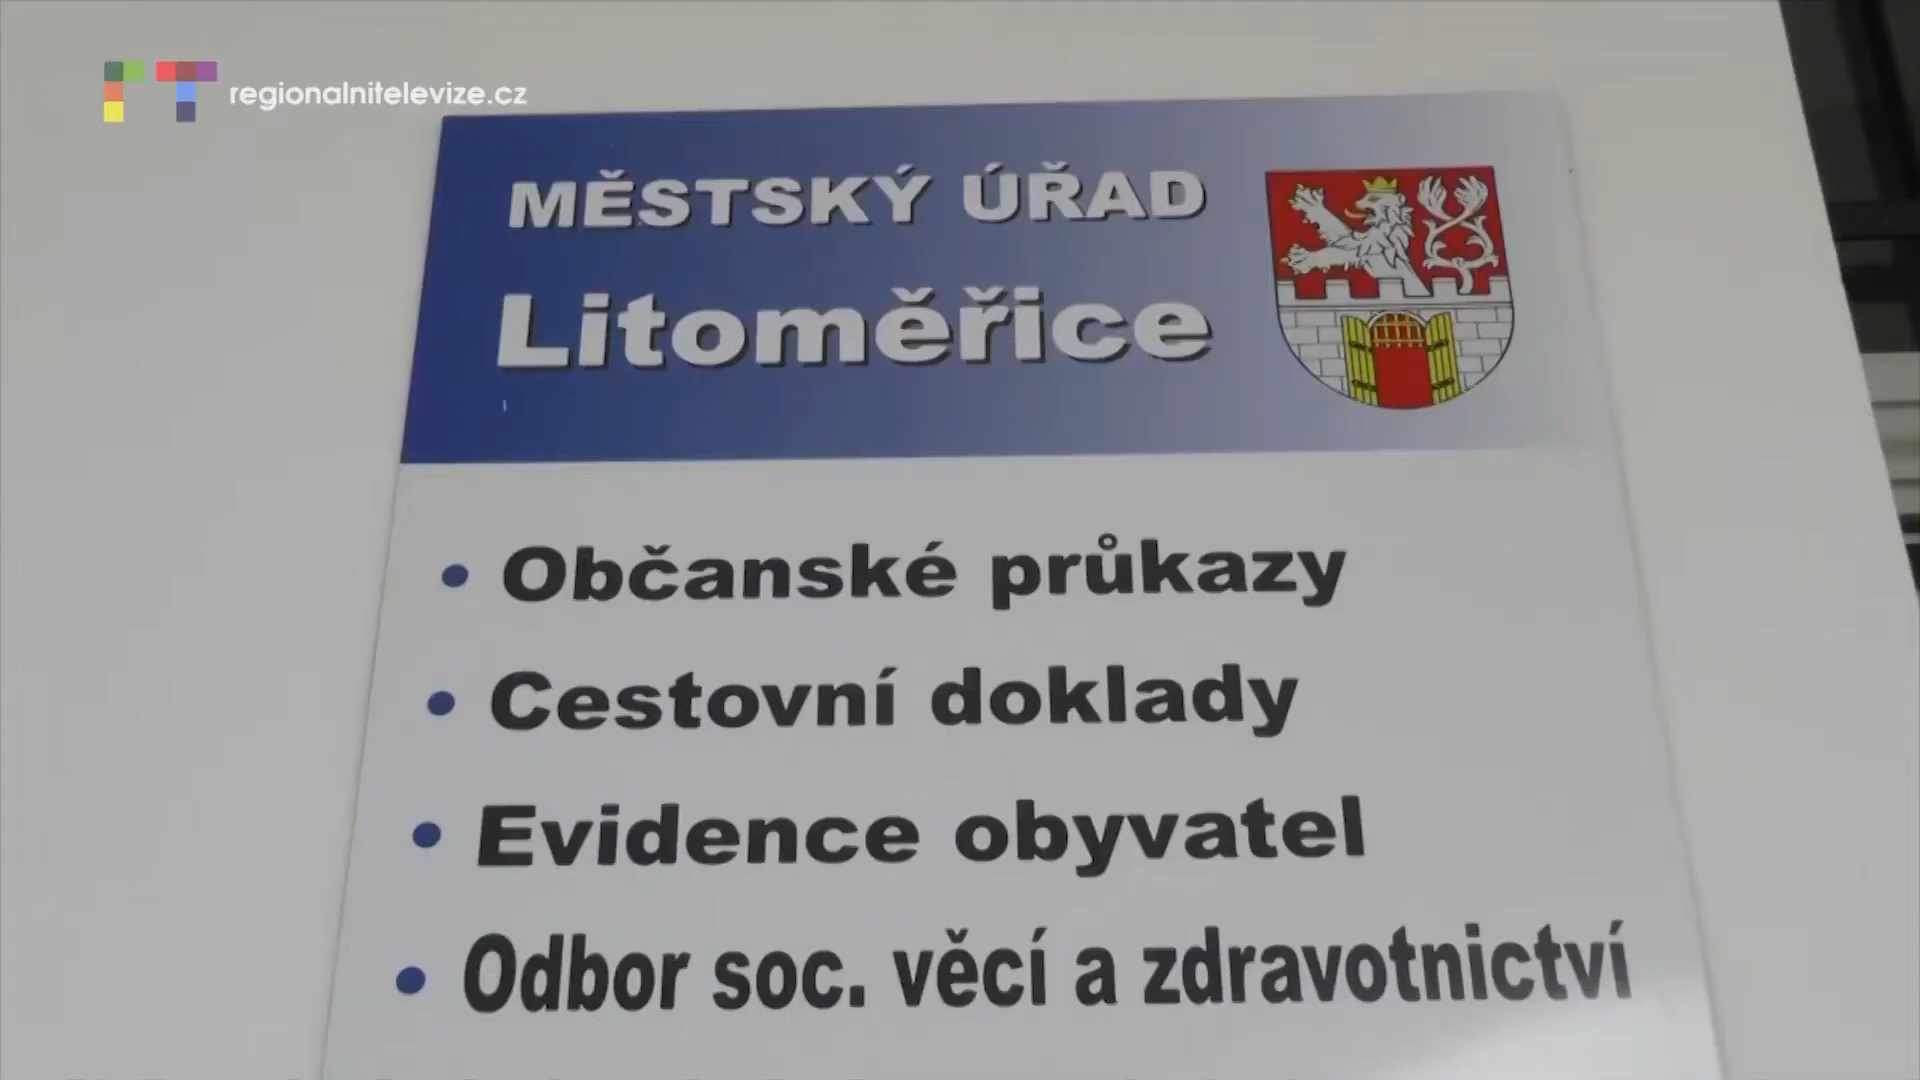 regionalnitelevize.cz
MĚSTSKÝ ÚŘAD
Litoměřice
• Občanské průkazy
• Cestovní doklady
• Evidence obyvatel
• Odbor soc. věcí a zdravotnictví